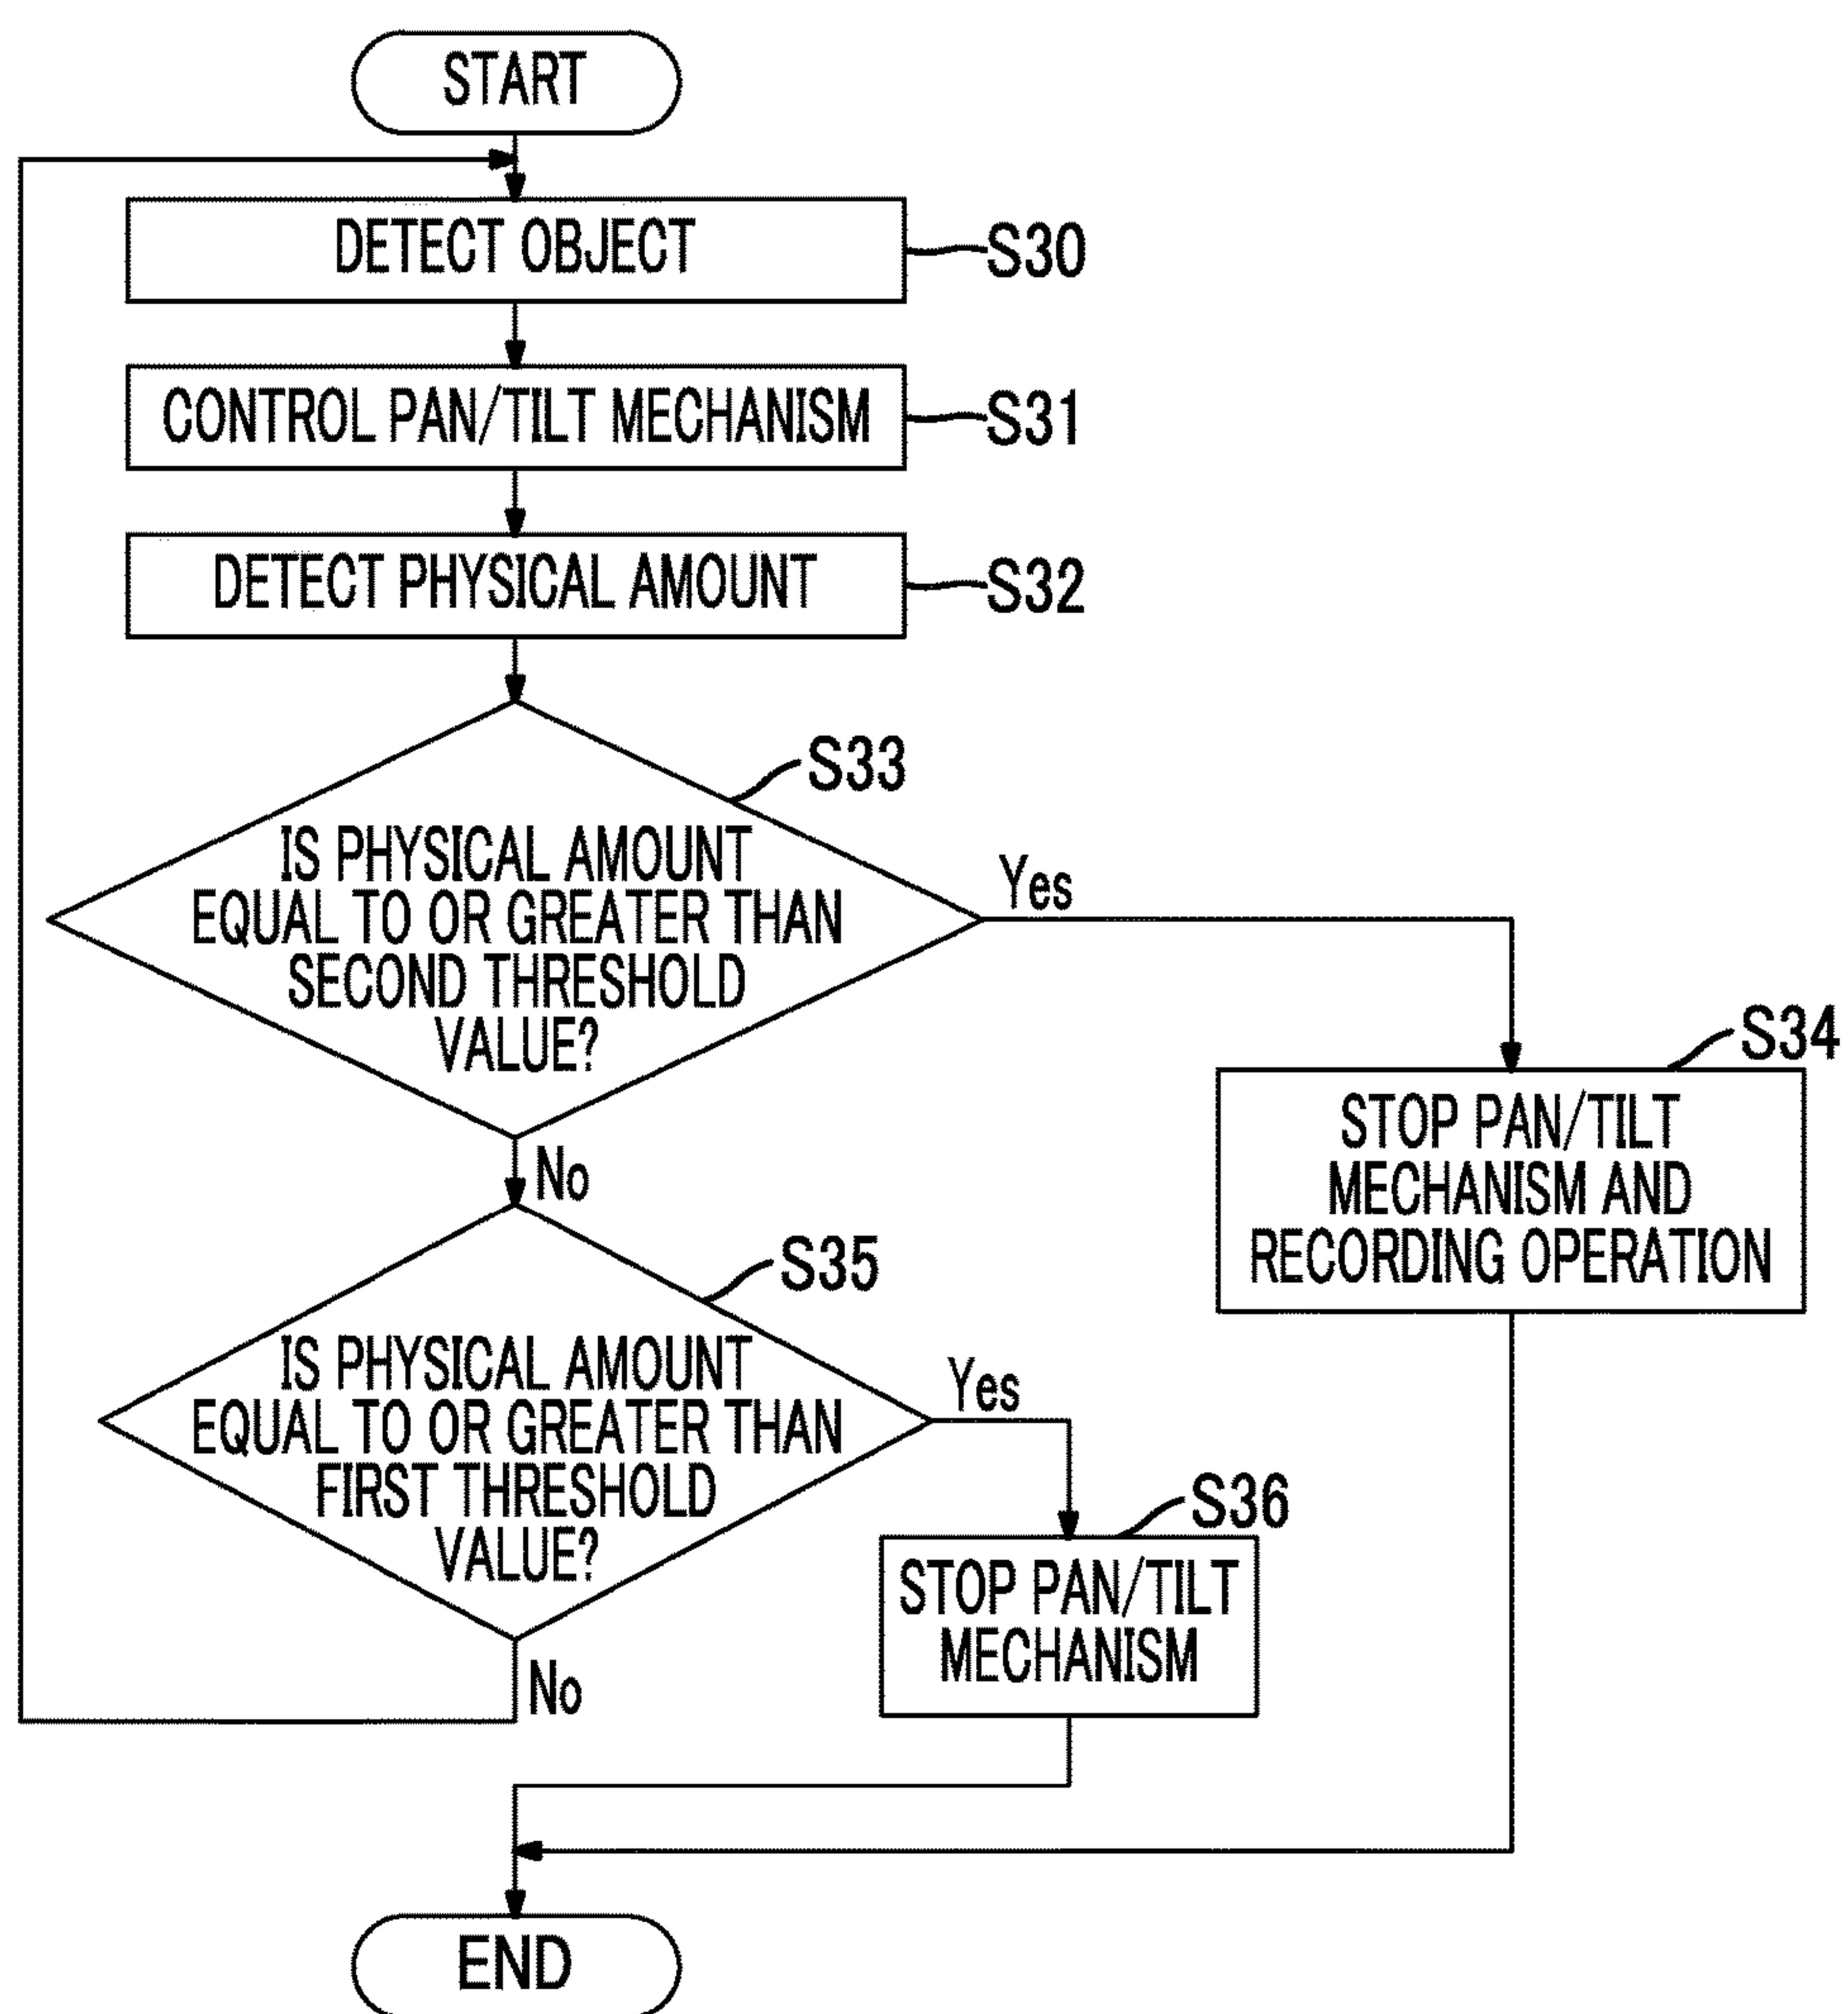 START
DETECT OBJECT
S30
CONTROL PAN/TILT MECHANISM
S31
DETECT PHYSICAL AMOUNT
S32
S33
IS PHYSICAL AMOUNT
EQUAL TO OR GREATER THAN
SECOND THRESHOLD
VALUE?
Yes
S34
STOP PAN/TILT
MECHANISM AND
RECORDING OPERATION
No
S35
IS PHYSICAL AMOUNT
EQUAL TO OR GREATER THAN
FIRST THRESHOLD
VALUE?
Yes
S36
STOP PAN/TILT
MECHANISM
No
END